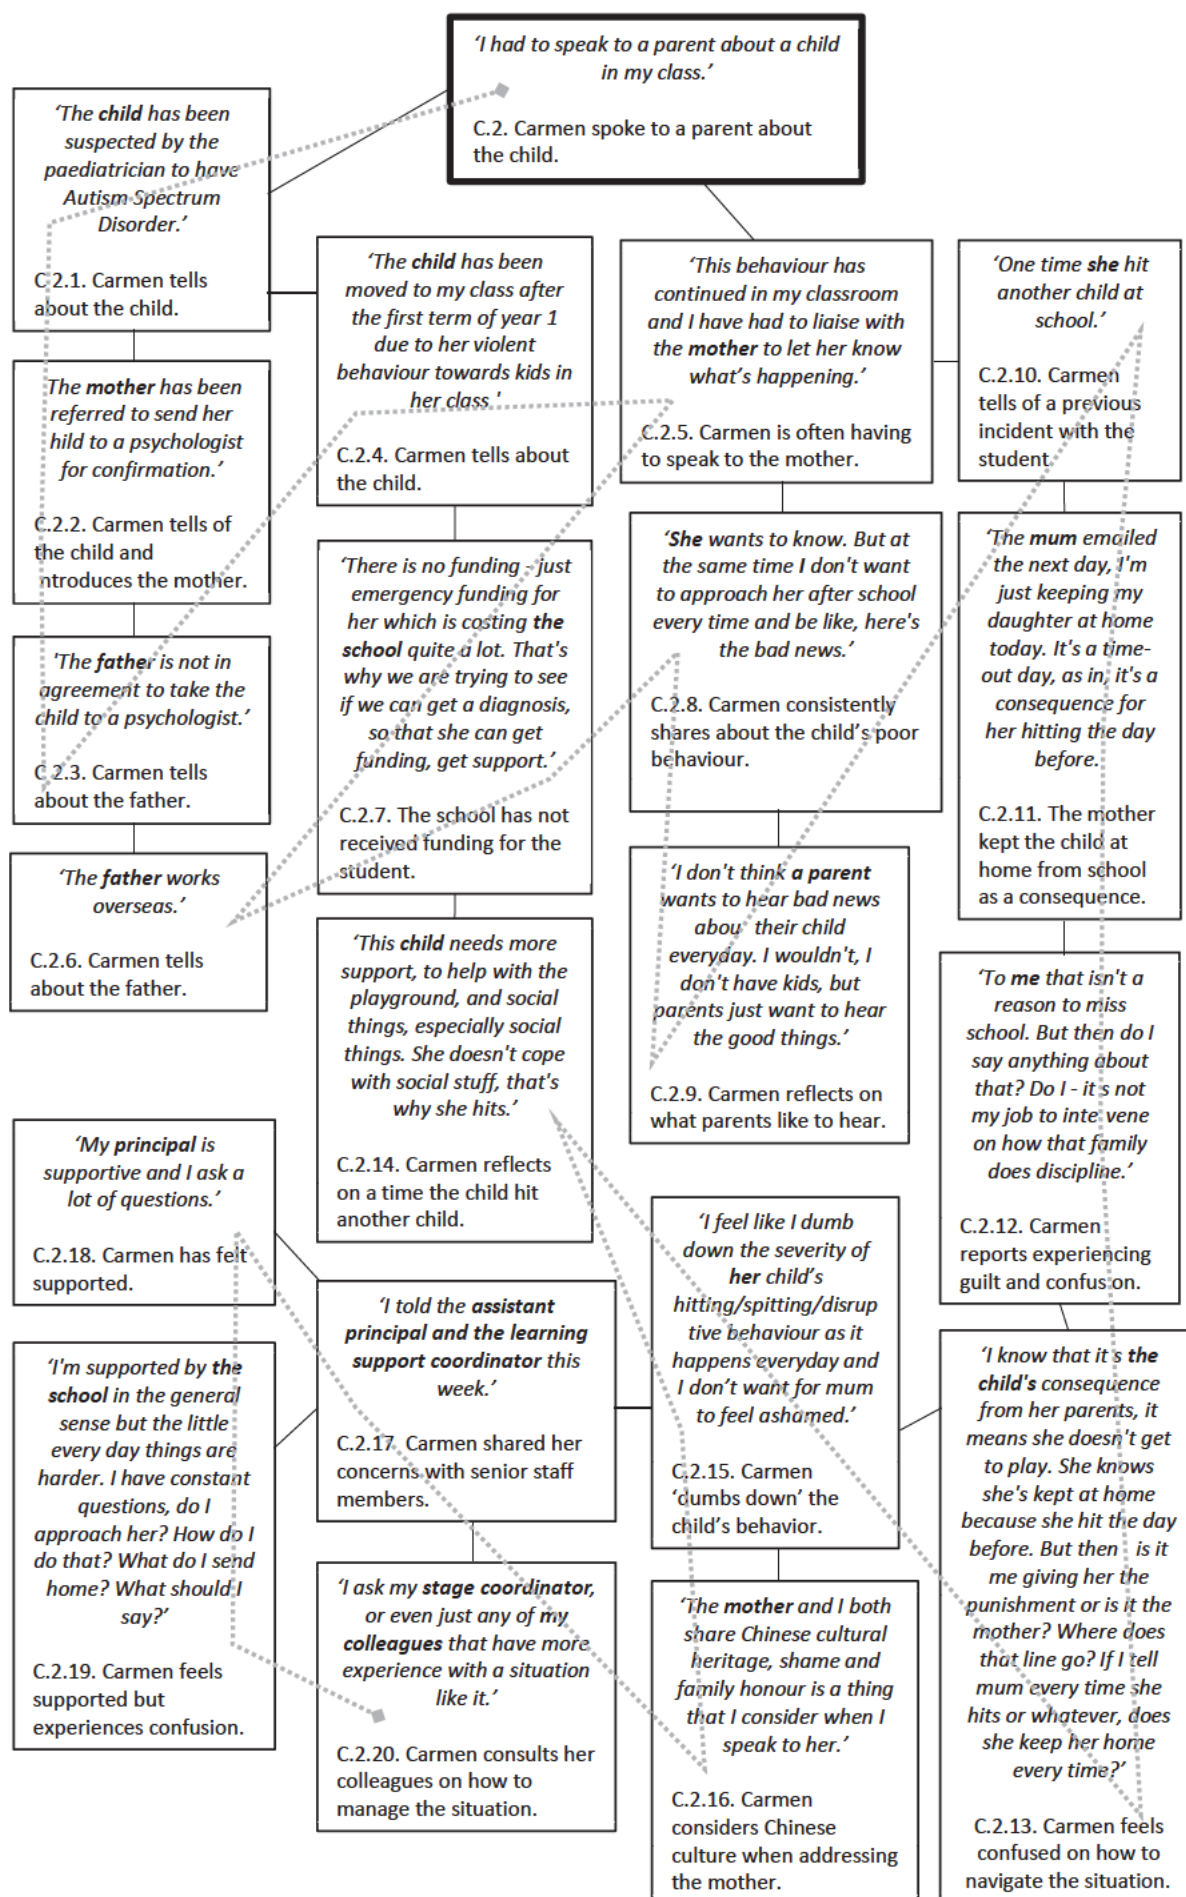 ‘I had to speak to a parent about a child
in my class.’
C.2. Carmen spoke to a parent about
the child.
‘The child has been
suspected by the
paediatrician to have
Autism Spectrum
Disorder.’
C.2.1. Carmen tells
about the child.
The mother has been
referred to send her
hild to a psychologist
for confirmation.’
C.2.2. Carmen tells of
the child and
introduces the mother.
'The father is not in
agreement to take the
child to a psychologist.’
C.2.3. Carmen tells
about the father.
‘The child has been
moved to my class after
the first term of year 1
due to her violent
behaviour towards kids in
her class.'
C.2.4. Carmen tells about
the child.
‘This behaviour has
continued in my classroom
and I have had to liaise with
the mother to let her know
what’s happening.’
C.2.5. Carmen is often having
to speak to the mother.
‘The father works
overseas.’
C.2.6. Carmen tells
about the father.
‘There is no funding - just
emergency funding for
her which is costing the
school quite a lot. That's
why we are trying to see
if we can get a diagnosis,
so that she can get
funding, get support.’
C.2.7. The school has not
received funding for the
student.
‘She wants to know. But at
the same time I don't want
to approach her after school
every time and be like, here's
the bad news.’
C.2.8. Carmen consistently
shares about the child’s poor
behaviour.
‘I don't think a parent
wants to hear bad news
abou their child
everyday. I wouldn't, I
don't have kids, but
parents just want to hear
the good things.’
C.2.9. Carmen reflects on
what parents like to hear.
‘One time she hit
another child at
school.’
C.2.10. Carmen
tells of a previous
incident with the
student.
‘The mum emailed
the next day, I'm
just keeping my
daughter at home
today. It's a time-
out day, as in, it's a
consequence for
her hitting the day
before.
C.2.11. The mother
kept the child at
home from school
as a consequence.
‘To me that isn't a
reason to miss
school. But then do I
say anything about
that? Do I - it's not
my job to inte vene
on how that family
does discipline.’
C.2.12. Carmen
reports experiencing
guilt and confusion.
‘I know that it's the
child's consequence
from her parents, it
means she doesn't get
to play. She knows
she's kept at home
because she hit the day
before. But then is it
me giving her the
punishment or is it the
mother? Where does
that line go? If I tell
mum every time she
hits or whatever, does
she keep her home
every time?’
C.2.13. Carmen feels
confused on how to
navigate the situation.
‘This child needs more
support, to help with the
playground, and social
things, especially social
things. She doesn't cope
with social stuff, that's
why she hits.’
C.2.14. Carmen reflects
on a time the child hit
another child.
‘I feel like I dumb
down the severity of
her child’s
hitting/spitting/disrup
tive behaviour as it
happens everyday and
I don’t want for mum
to feel ashamed.’
C.2.15. Carmen
‘dumbs down’ the
child’s behavior.
‘The mother and I both
share Chinese cultural
heritage, shame and
family honour is a thing
that I consider when I
speak to her.’
C.2.16. Carmen
considers Chinese
culture when addressing
the mother.
‘I told the assistant
principal and the learning
support coordinator this
week.’
C.2.17. Carmen shared her
concerns with senior staff
members.
‘My principal is
supportive and I ask a
lot of questions.’
C.2.18. Carmen has felt
supported.
‘I'm supported by the
school in the general
sense but the little
every day things are
harder. I have constant
questions, do I
approach her? How do I
do that? What do I send
home? What should I
say?’
C.2.19. Carmen feels
supported but
experiences confusion.
‘I ask my stage coordinator,
or even just any of my
colleagues that have more
experience with a situation
like it.’
C.2.20. Carmen consults her
colleagues on how to
manage the situation.